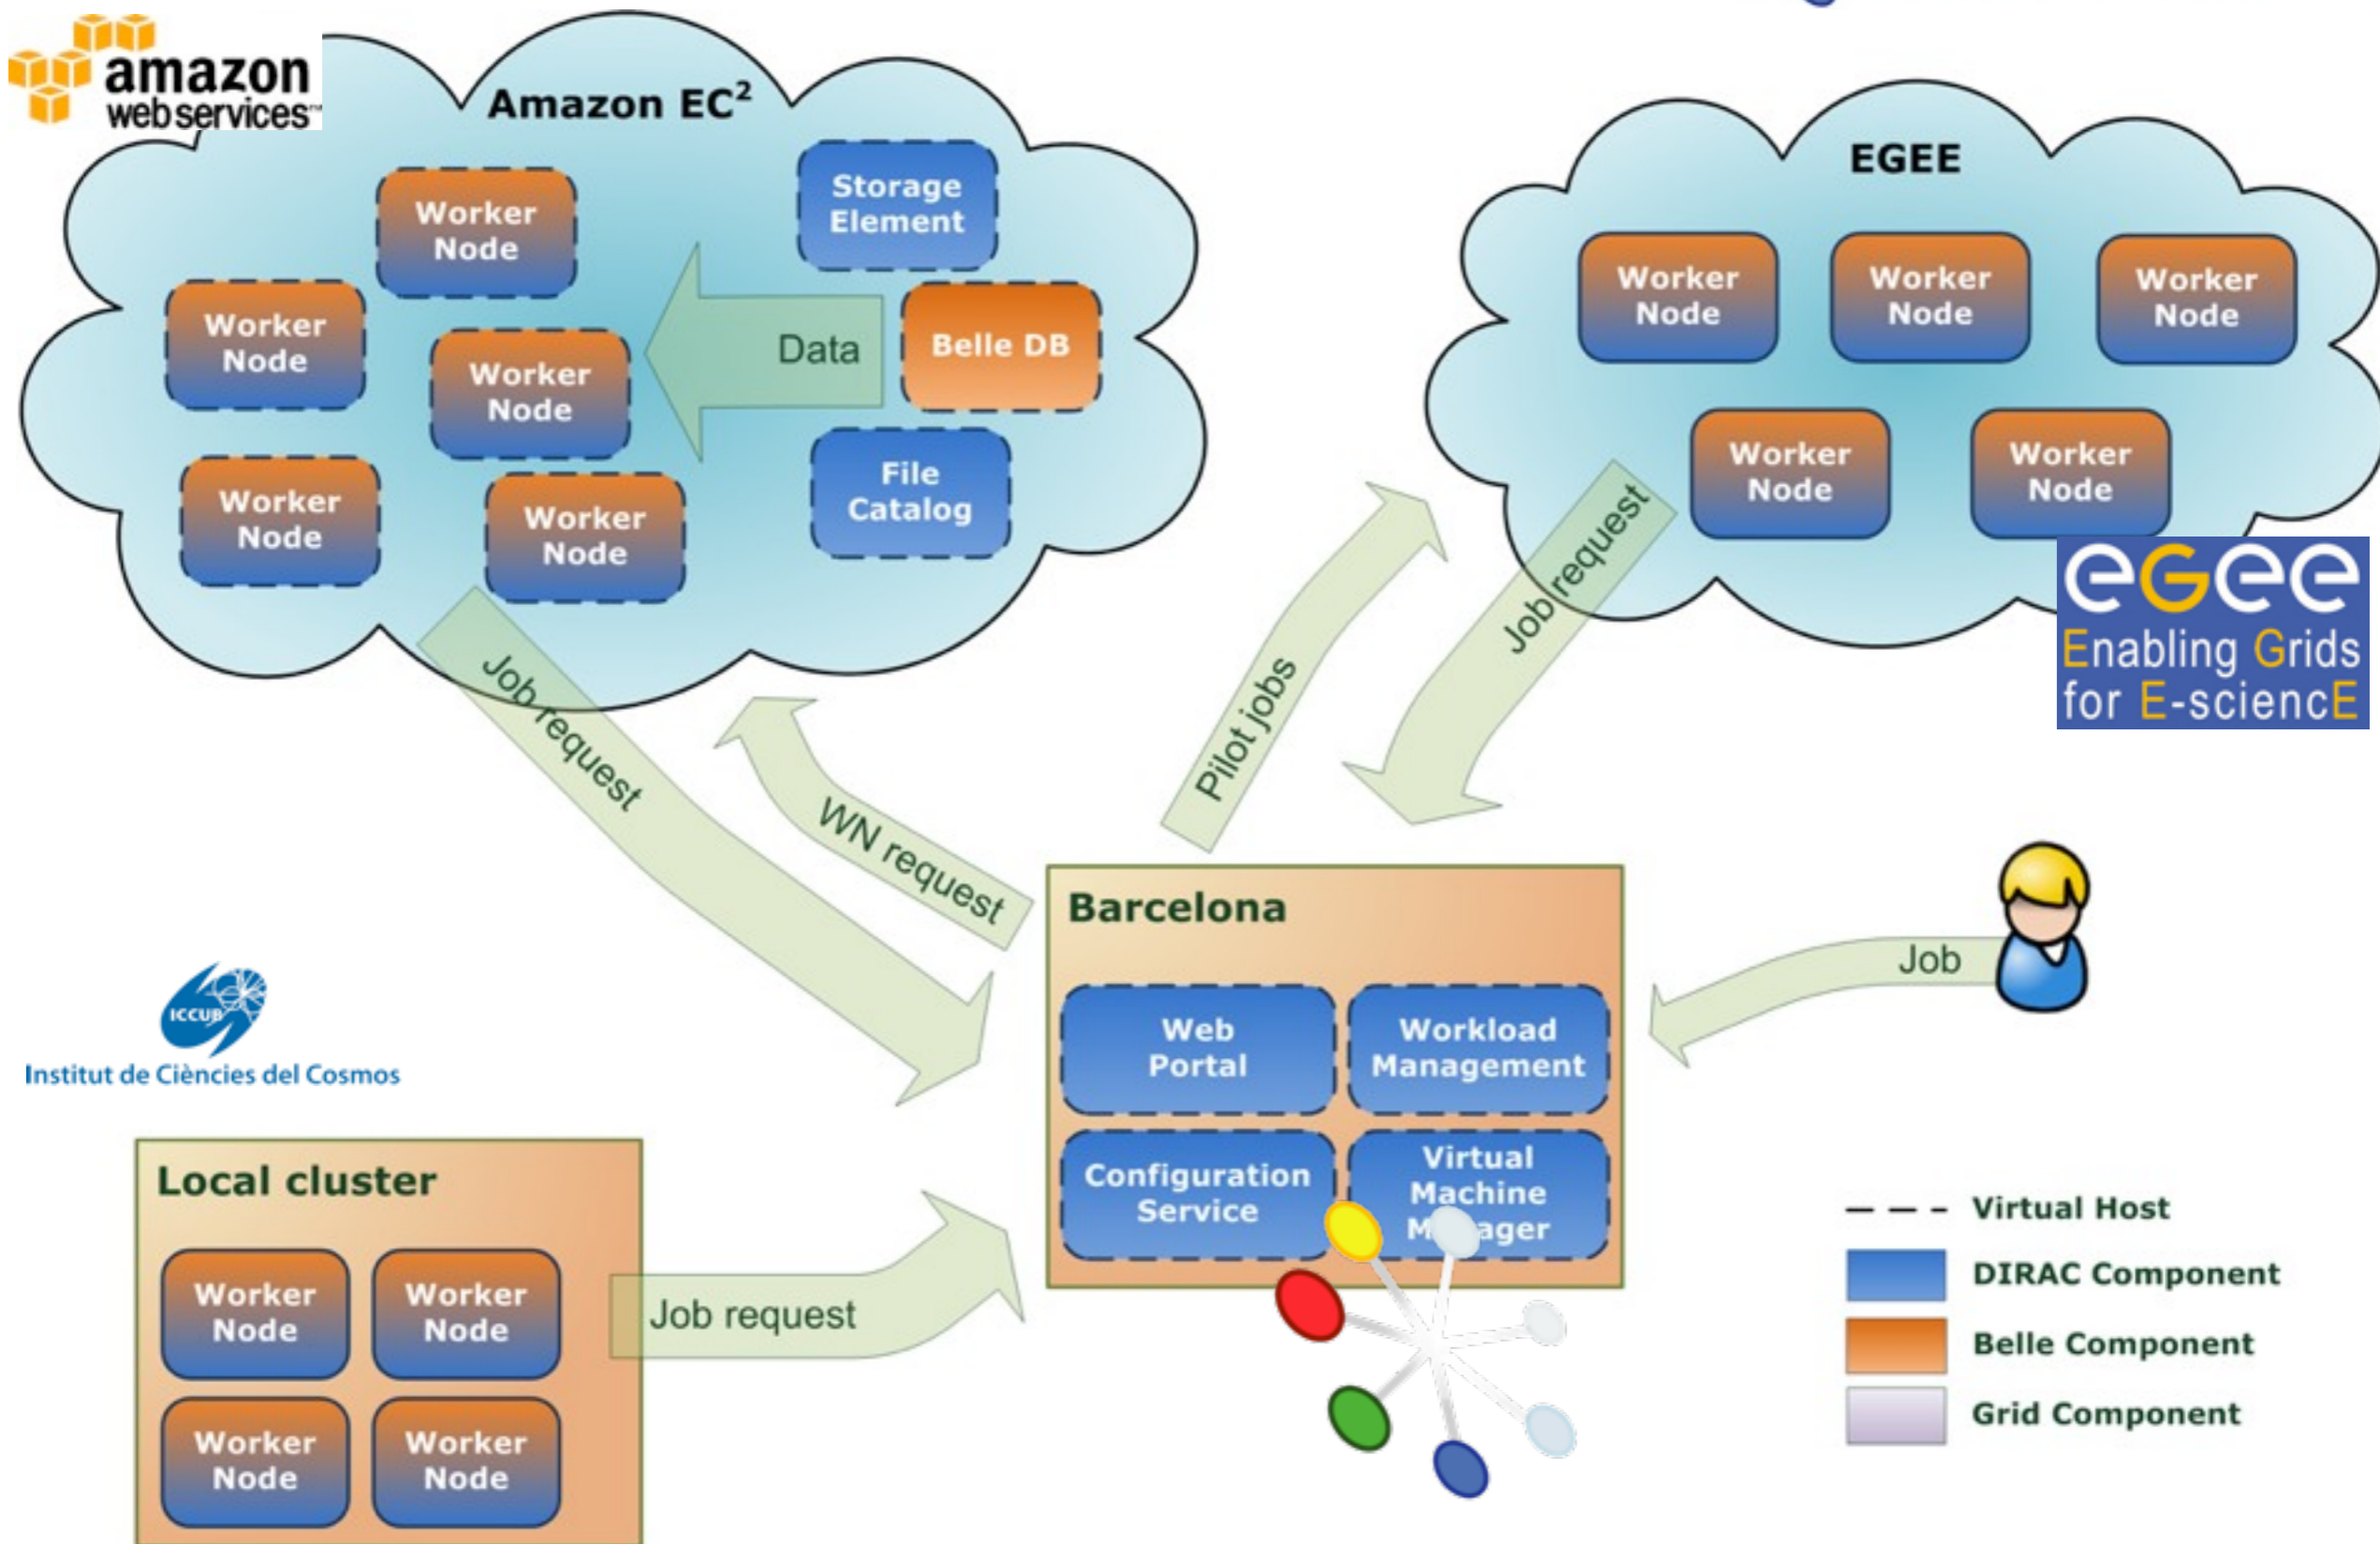 amazon
webservices™
Amazon EC²
Worker
Node
Storage
Element
Worker
Node
Worker
Node
Data
Belle DB
Worker
Node
Worker
Node
File
Catalog
EGEE
Worker
Node
Worker
Node
Worker
Node
Worker
Node
Worker
Node
eGee
Enabling Grids
for E-sciencE
Job request
WN request
Pilot jobs
Job request
Barcelona
Web
Portal
Workload
Management
Configuration
Service
Virtual
Machine
Job
ICCUB
Institut de Ciències del Cosmos
Local cluster
Worker
Node
Worker
Node
Worker
Node
Worker
Node
Job request
Virtual Host
DIRAC Component
Belle Component
Grid Component